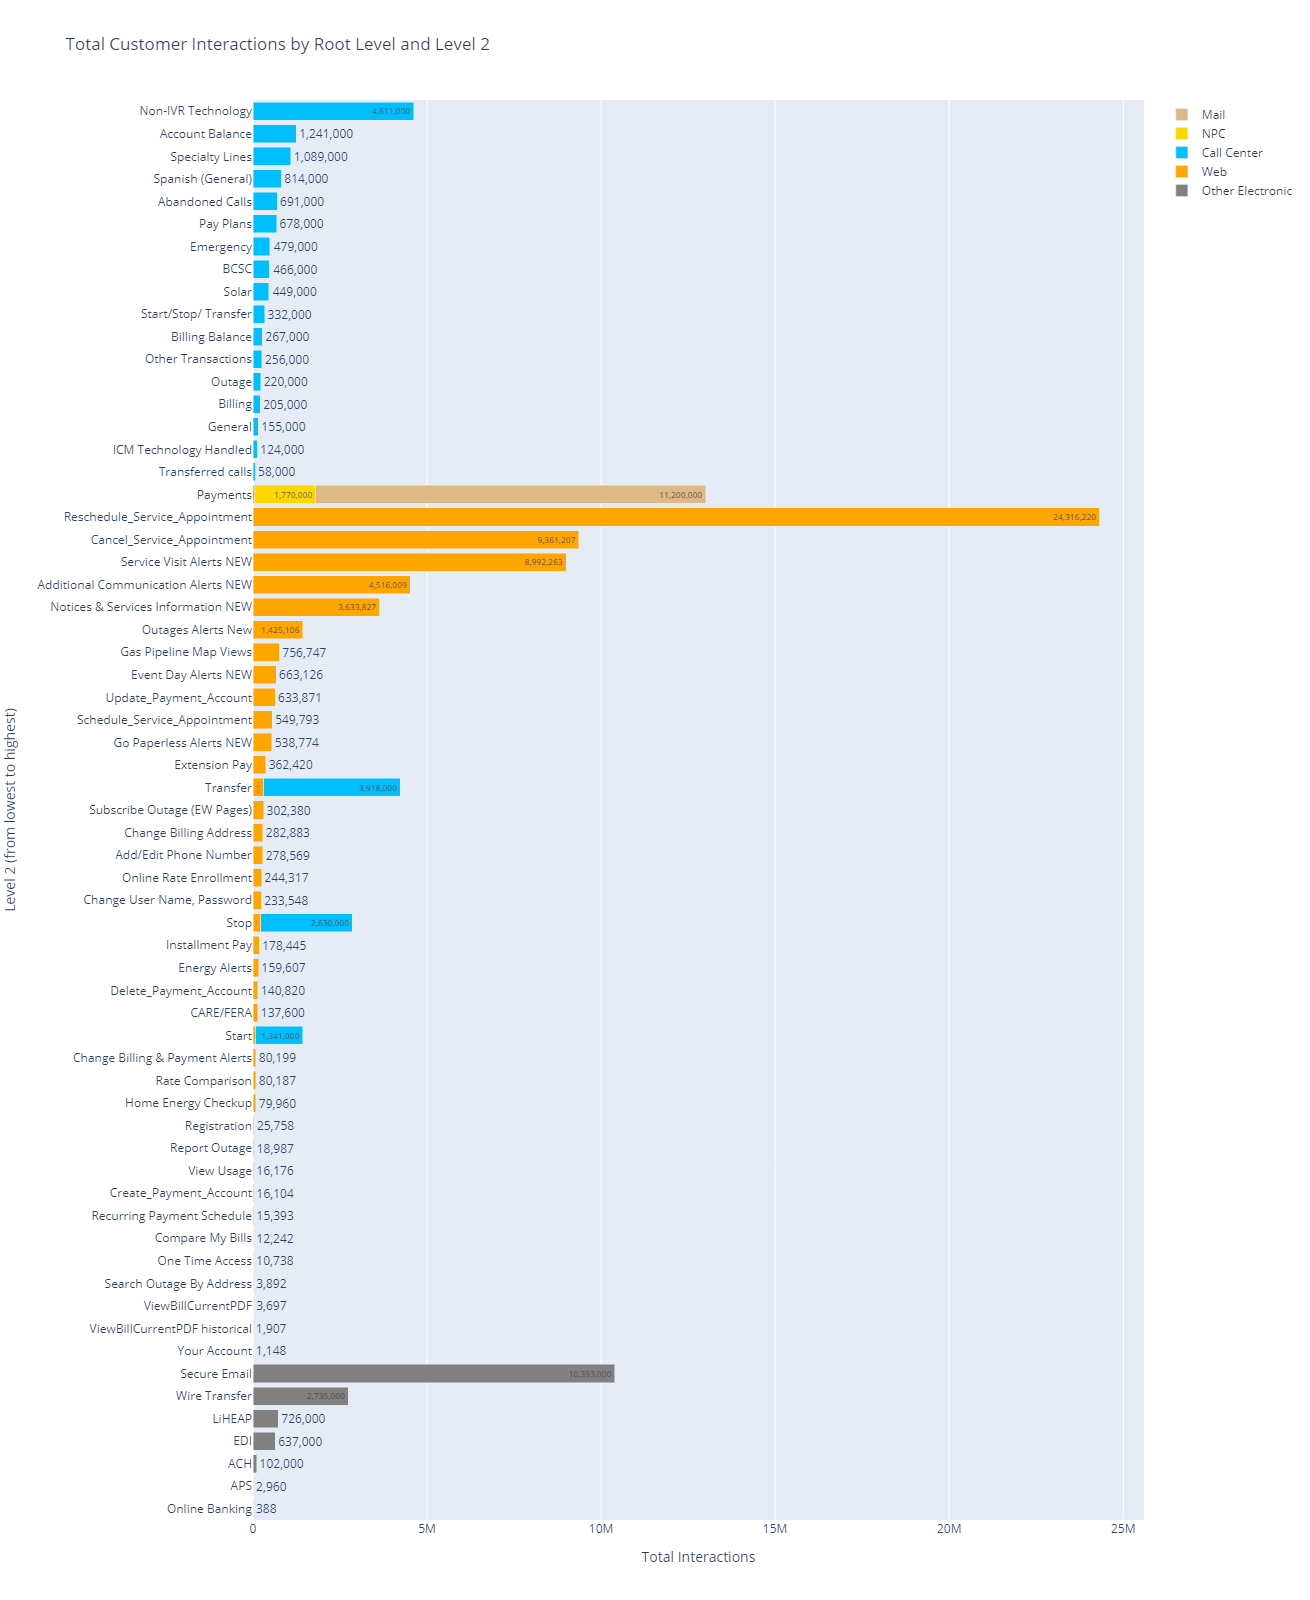 Total Customer Interactions by Root Level and Level 2
Mail
NPC
Call Center
Web
Other Electronic
Level 2 (from lowest to highest)
Non-IVR Technology 4,611,000
Account Balance 1,241,000
Specialty Lines 1,089,000
Spanish (General) 814,000
Abandoned Calls 691,000
Pay Plans 678,000
Emergency 479,000
BCSC 466,000
Solar 449,000
Start/Stop/ Transfer 332,000
Billing Balance 267,000
Other Transactions 256,000
Outage 220,000
Billing 205,000
General 155,000
ICM Technology Handled 124,000
Transferred calls 58,000
Payments 1,770,000 11,200,000
Reschedule_Service_Appointment 24,316,220
Cancel_Service_Appointment 9,361,207
Service Visit Alerts NEW 8,992,263
Additional Communication Alerts NEW 4,516,009
Notices & Services Information NEW 3,633,827
Outages Alerts New 1,425,106
Gas Pipeline Map Views 756,747
Event Day Alerts NEW 663,126
Update_Payment_Account 633,871
Schedule_Service_Appointment 549,793
Go Paperless Alerts NEW 538,774
Extension Pay 362,420
Transfer 3,918,000
Subscribe Outage (EW Pages) 302,380
Change Billing Address 282,883
Add/Edit Phone Number 278,569
Online Rate Enrollment 244,317
Change User Name, Password 233,548
Stop 2,630,000
Installment Pay 178,445
Energy Alerts 159,607
Delete_Payment_Account 140,820
CARE/FERA 137,600
Start 1,341,000
Change Billing & Payment Alerts 80,199
Rate Comparison 80,187
Home Energy Checkup 79,960
Registration 25,758
Report Outage 18,987
View Usage 16,176
Create_Payment_Account 16,104
Recurring Payment Schedule 15,393
Compare My Bills 12,242
One Time Access 10,738
Search Outage By Address 3,892
ViewBillCurrentPDF 3,697
ViewBillCurrentPDF historical 1,907
Your Account 1,148
Secure Email 10,393,000
Wire Transfer 2,735,000
LiHEAP 726,000
EDI 637,000
ACH 102,000
APS 2,960
Online Banking 388
0 5M 10M 15M 20M 25M
Total Interactions